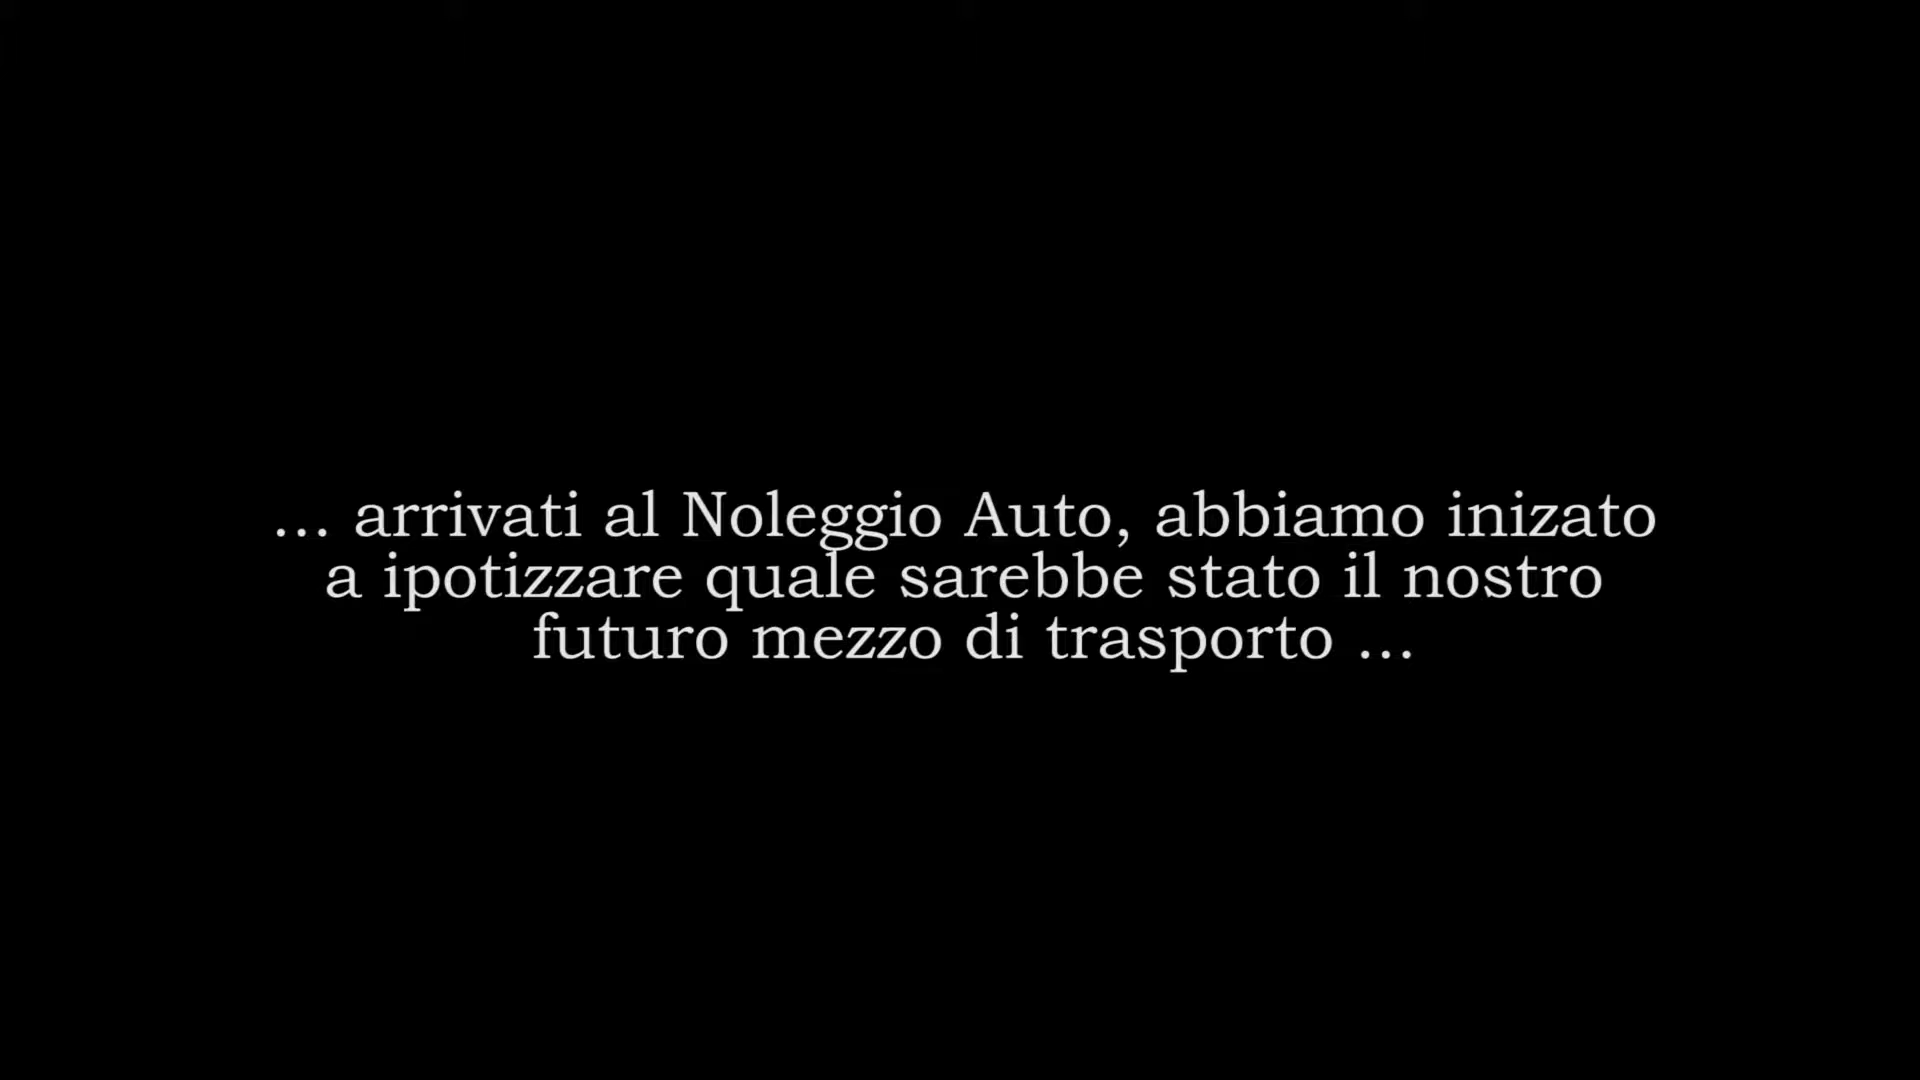 ... arrivati al Noleggio Auto, abbiamo inizato
a ipotizzare quale sarebbe stato il nostro
futuro mezzo di trasporto ...